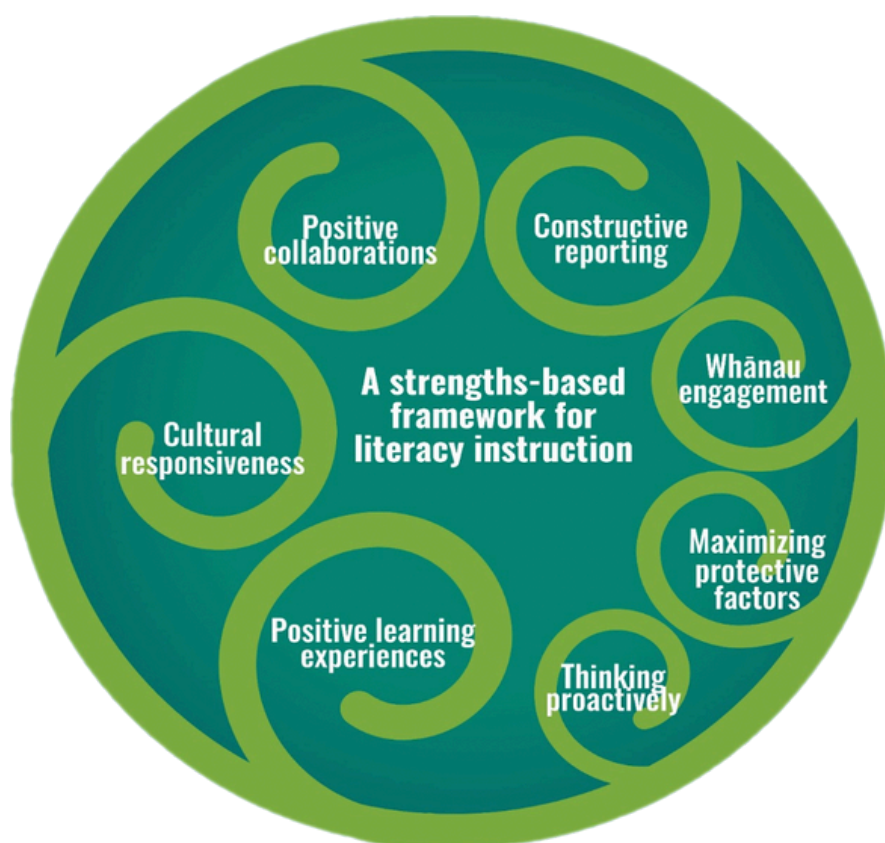 Positive
collaborations
Constructive
reporting
Whānau
engagement
A strengths-based
framework for
literacy instruction
Cultural
responsiveness
Maximizing
protective
factors
Positive learning
experiences
Thinking
proactively